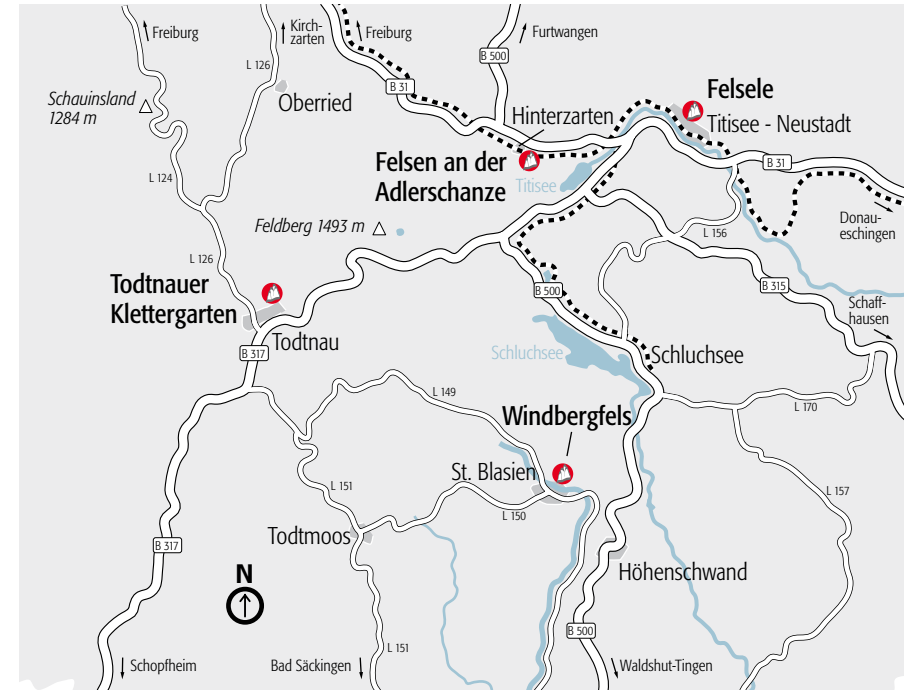 Freiburg
Kirch-
zarten
Freiburg
Furtwangen
L 126
B 500
B 31
Schauinsland
1284 m
Oberried
Felsele
Hinterzarten
Titisee - Neustadt
Felsen an der
Adlerschanze
Titisee
B 31
L 124
Feldberg 1493 m
L 156
Donau-
eschingen
L 126
Todtnauer
Klettergarten
B 500
B 315
Schaff-
hausen
Todtnau
B 317
Schluchsee
Schluchsee
L 149
Windbergfels
L 170
St. Blasien
L 151
L 150
L 157
Todtmoos
B 317
N
Höhenschwand
B 500
L 151
Schopfheim
Bad Säckingen
Waldshut-Tingen